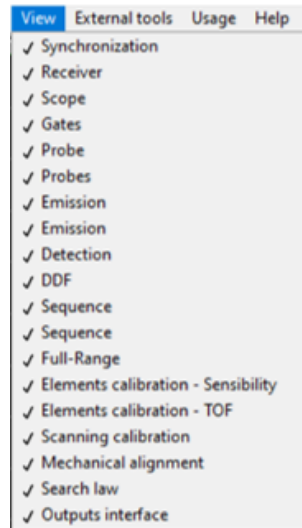 View External tools Usage Help
✓ Synchronization
✓ Receiver
✓ Scope
✓ Gates
✓ Probe
✓ Probes
✓ Emission
✓ Emission
✓ Detection
✓ DDF
✓ Sequence
✓ Sequence
✓ Full-Range
✓ Elements calibration - Sensibility
✓ Elements calibration - TOF
✓ Scanning calibration
✓ Mechanical alignment
✓ Search law
✓ Outputs interface